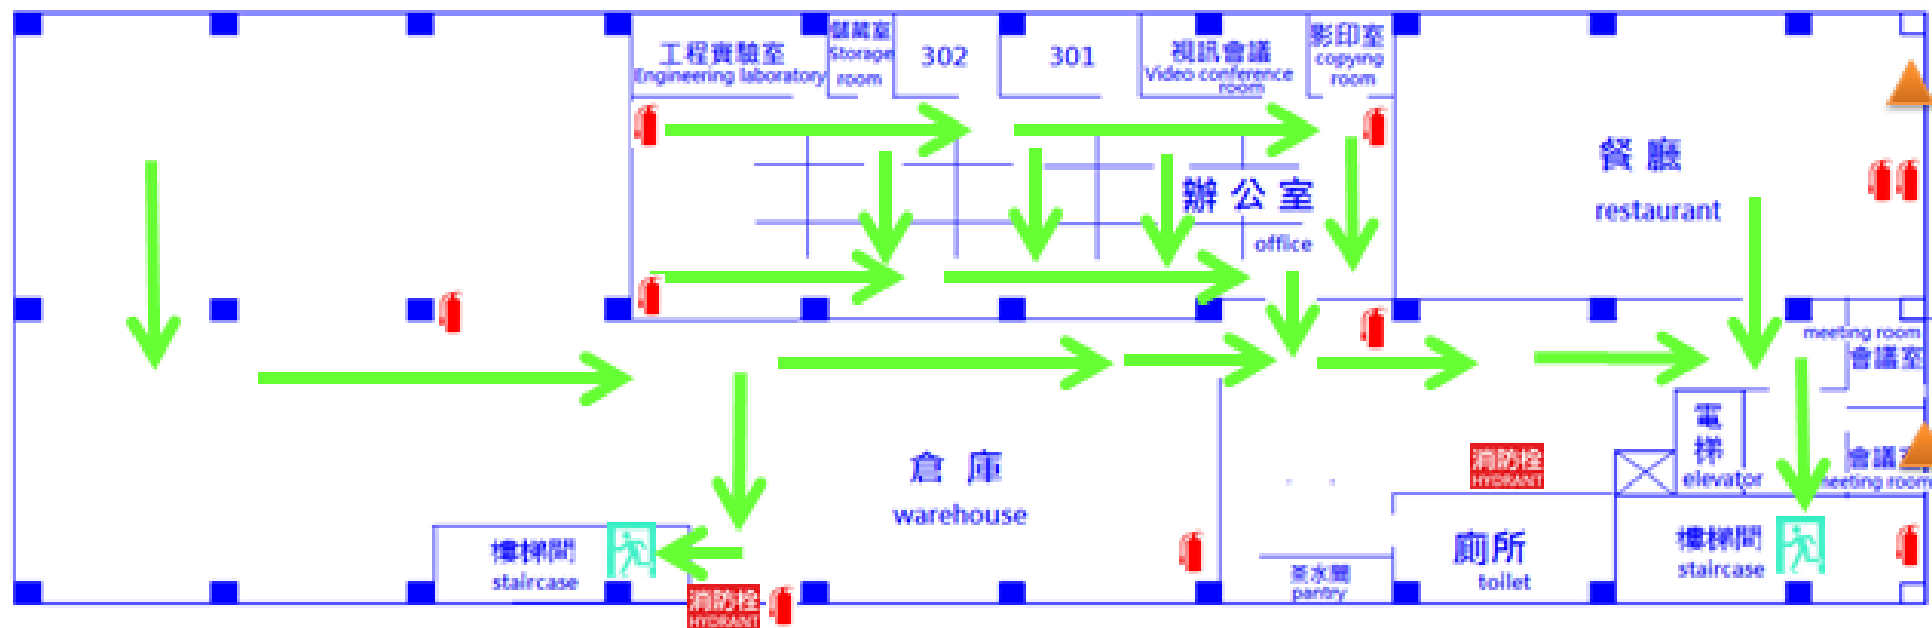 工程實驗室
Engineering laboratory
儲藏室
Storage
room
302
301
視訊會議
Video conference
room
影印室
copying
room
餐廳
restaurant
辦公室
office
meeting room
會議室
電
梯
elevator
會議室
meeting room
消防栓
HYDRANT
倉庫
warehouse
樓梯間
staircase
消防栓
HYDRANT
茶水間
pantry
廁所
toilet
樓梯間
staircase